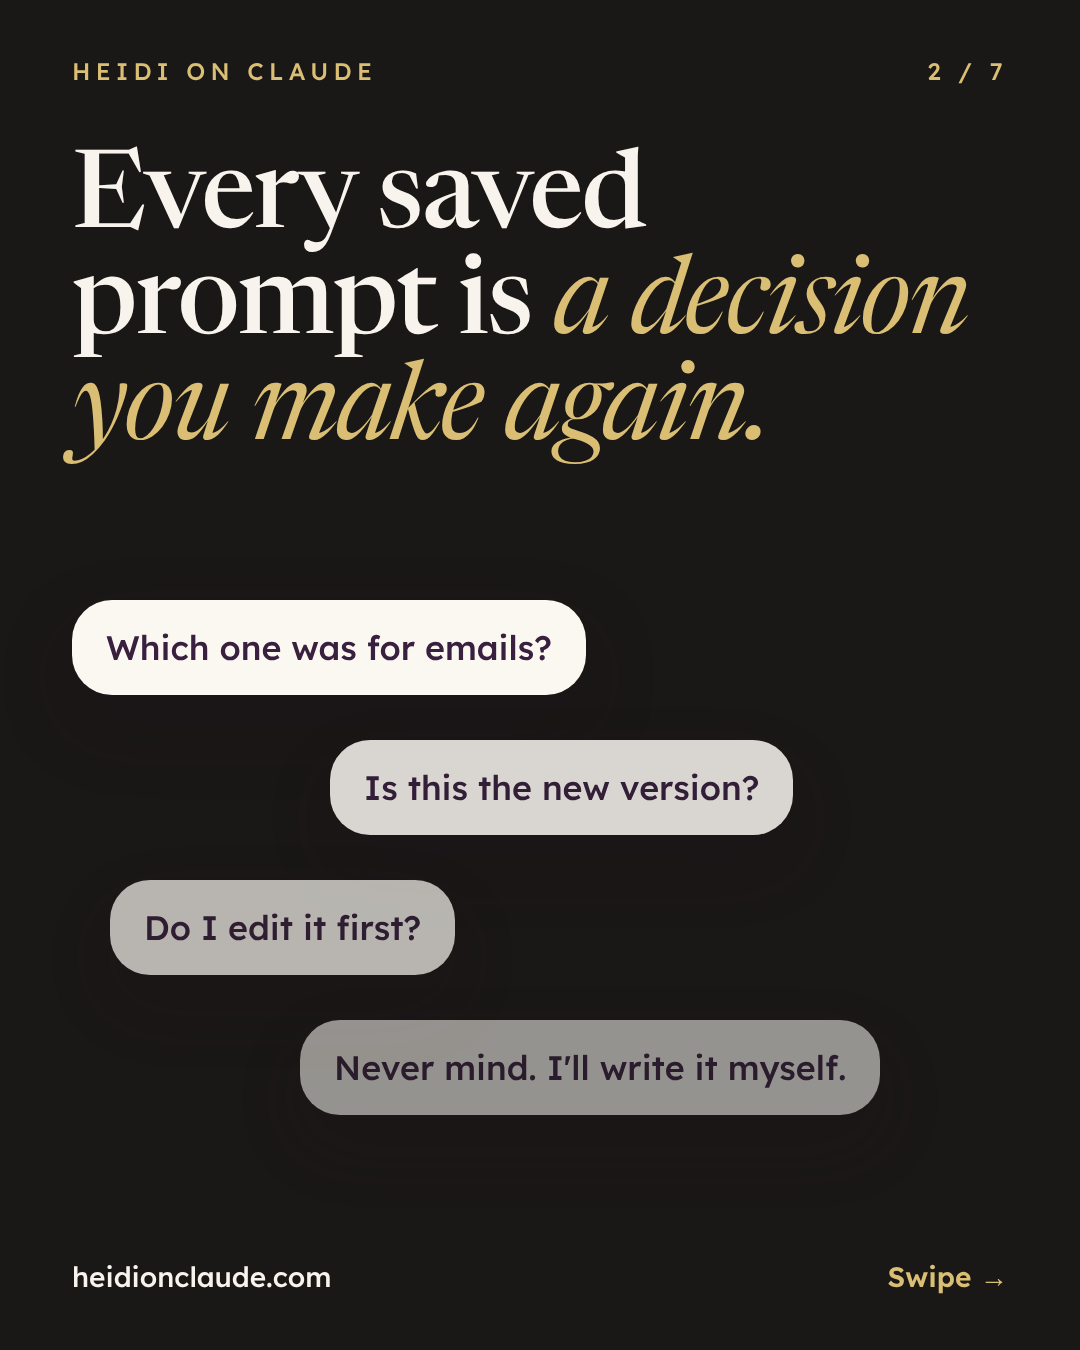 HEIDI ON CLAUDE
2 / 7
Every saved
prompt is a decision
you make again.
Which one was for emails?
Is this the new version?
Do I edit it first?
Never mind. I'll write it myself.
heidionclaude.com
Swipe →